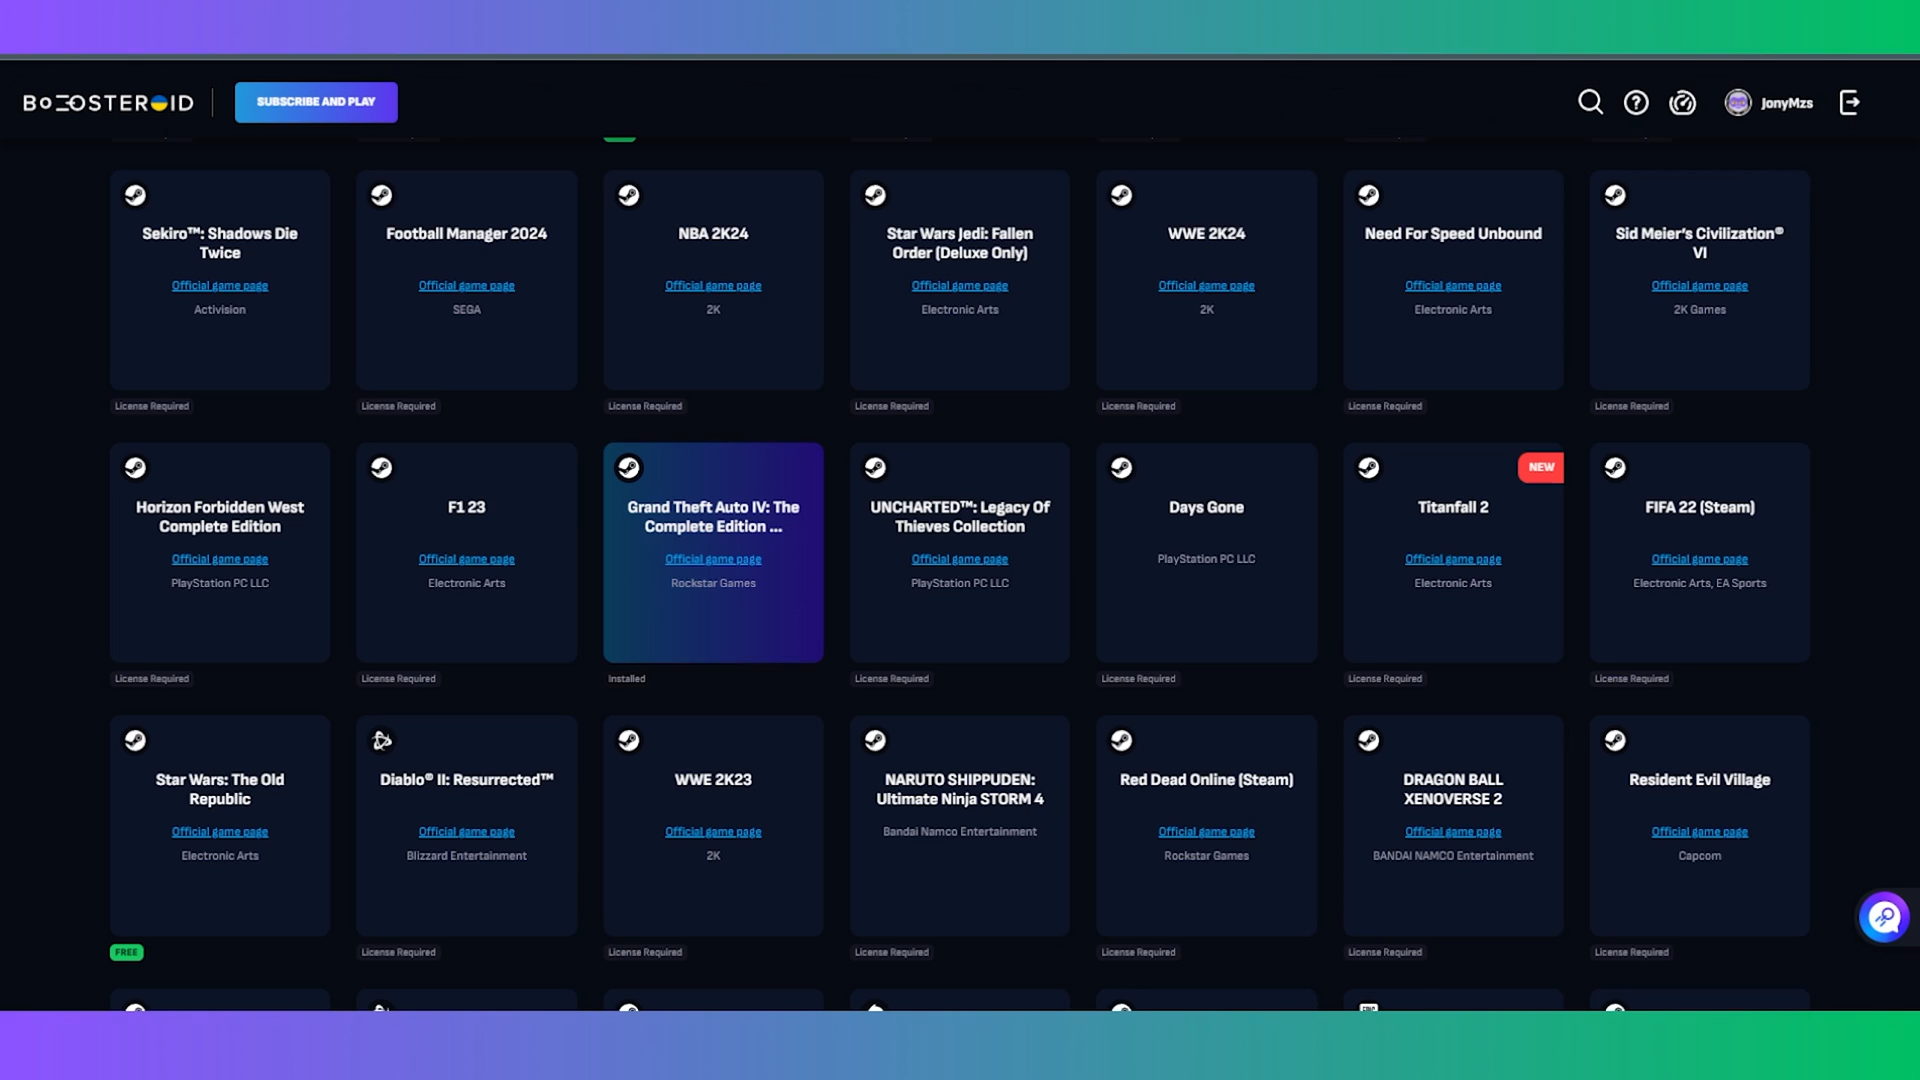 BOOSTEROID
SUBSCRIBE AND PLAY
JonyMzs
Sekiro™: Shadows Die
Twice
Official game page
Activision
License Required
Football Manager 2024
Official game page
SEGA
License Required
NBA 2K24
Official game page
2K
License Required
Star Wars Jedi: Fallen
Order (Deluxe Only)
Official game page
Electronic Arts
License Required
WWE 2K24
Official game page
2K
License Required
Need For Speed Unbound
Official game page
Electronic Arts
License Required
Sid Meier's Civilization®
VI
Official game page
2K Games
License Required
Horizon Forbidden West
Complete Edition
Official game page
PlayStation PC LLC
License Required
F1 23
Official game page
Electronic Arts
License Required
Grand Theft Auto IV: The
Complete Edition ...
Official game page
Rockstar Games
Installed
UNCHARTED™: Legacy Of
Thieves Collection
Official game page
PlayStation PC LLC
License Required
Days Gone
PlayStation PC LLC
License Required
NEW
Titanfall 2
Official game page
Electronic Arts
License Required
FIFA 22 (Steam)
Official game page
Electronic Arts, EA Sports
License Required
Star Wars: The Old
Republic
Official game page
Electronic Arts
FREE
Diablo® II: Resurrected™
Official game page
Blizzard Entertainment
License Required
WWE 2K23
Official game page
2K
License Required
NARUTO SHIPPUDEN:
Ultimate Ninja STORM 4
Bandai Namco Entertainment
License Required
Red Dead Online (Steam)
Official game page
Rockstar Games
License Required
DRAGON BALL
XENOVERSE 2
Official game page
BANDAI NAMCO Entertainment
License Required
Resident Evil Village
Official game page
Capcom
License Required